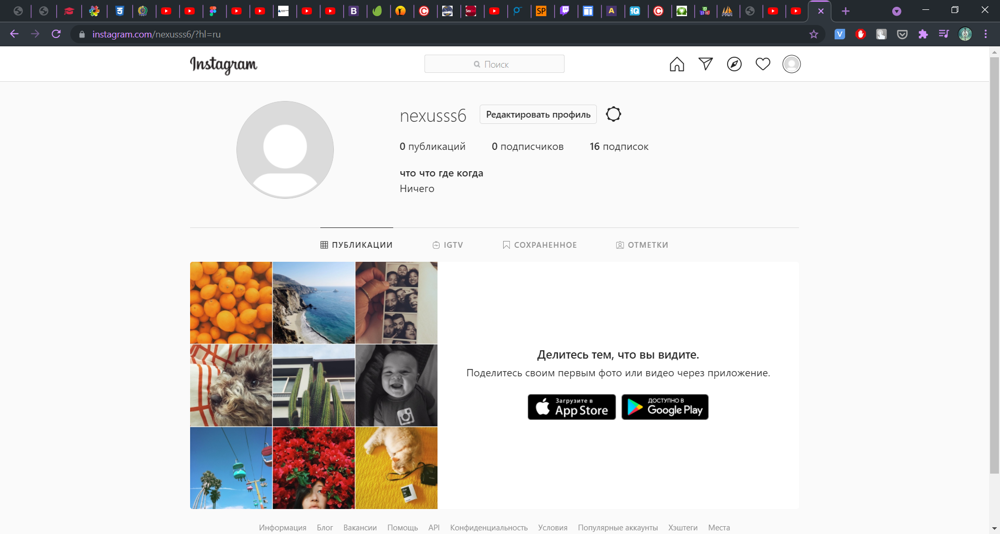 instagram.com/nexusss6/?hl=ru
Instagram
Поиск
nexusss6
Редактировать профиль
0 публикаций 0 подписчиков 16 подписок
что что где когда
Ничего
ПУБЛИКАЦИИ IGTV СОХРАНЕННОЕ ОТМЕТКИ
Делитесь тем, что вы видите.
Поделитесь своим первым фото или видео через приложение.
Загрузите в
App Store
ДОСТУПНО В
Google Play
Информация Блог Вакансии Помощь API Конфиденциальность Условия Популярные аккаунты Хэштеги Места